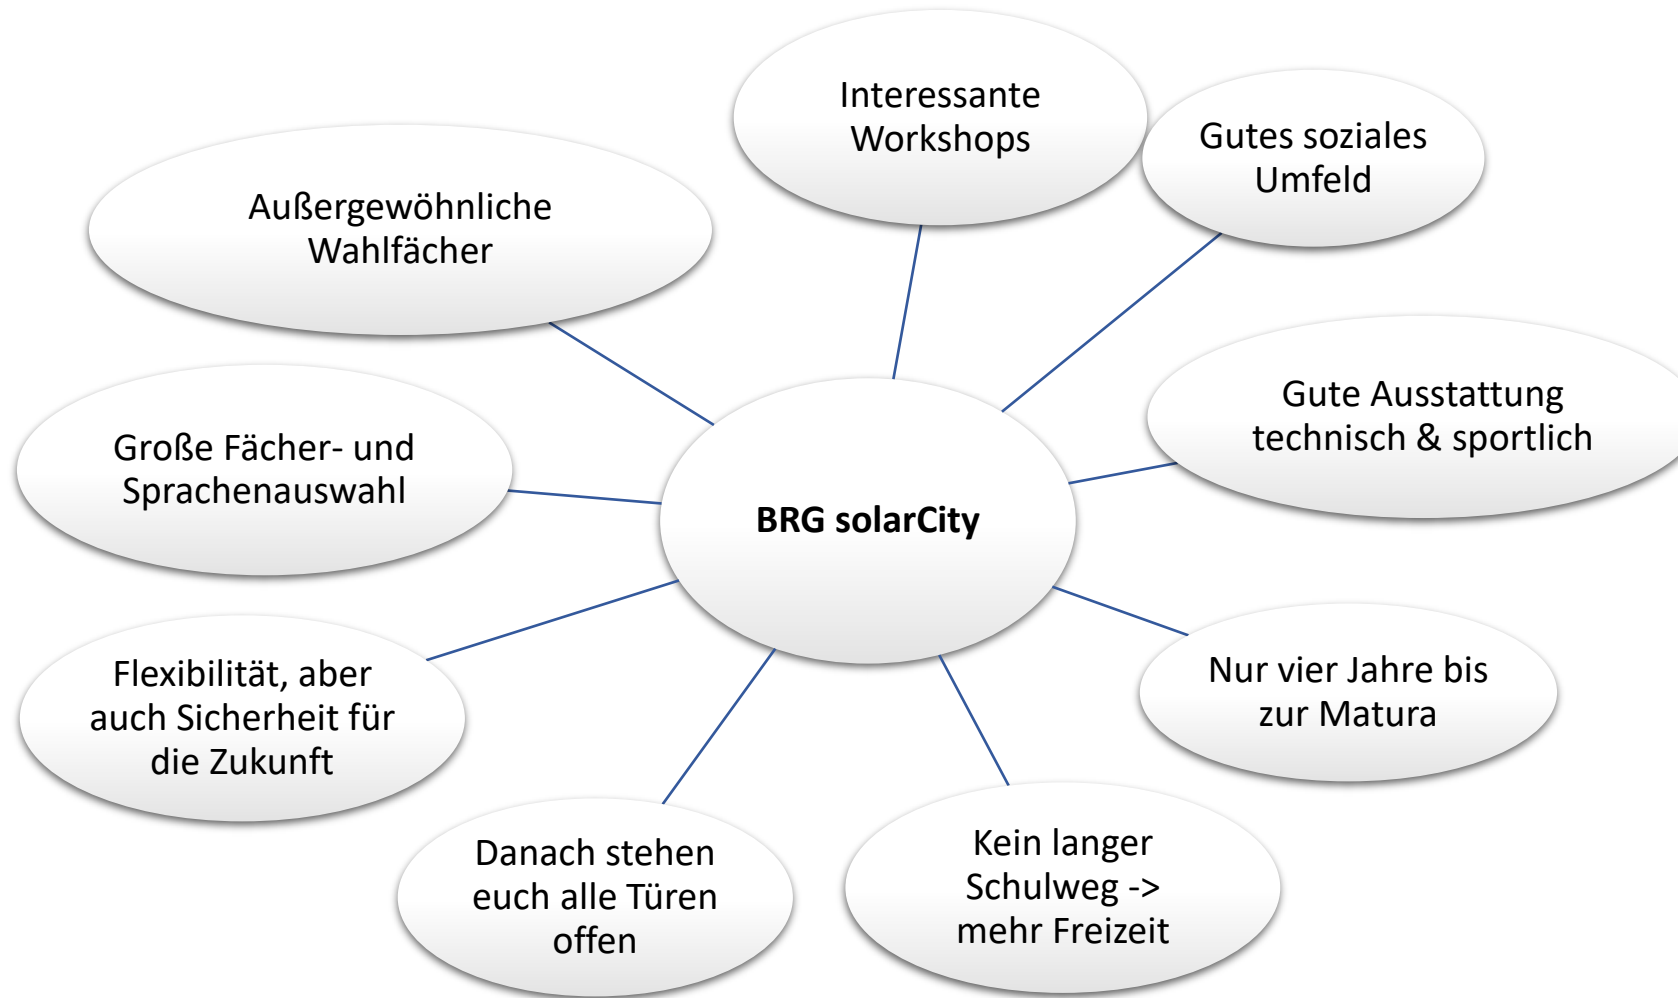 Interessante
Workshops
Gutes soziales
Umfeld
Außergewöhnliche
Wahlfächer
Gute Ausstattung
technisch & sportlich
Große Fächer- und
Sprachenauswahl
BRG solarCity
Flexibilität, aber
auch Sicherheit für
die Zukunft
Nur vier Jahre bis
zur Matura
Danach stehen
euch alle Türen
offen
Kein langer
Schulweg ->
mehr Freizeit